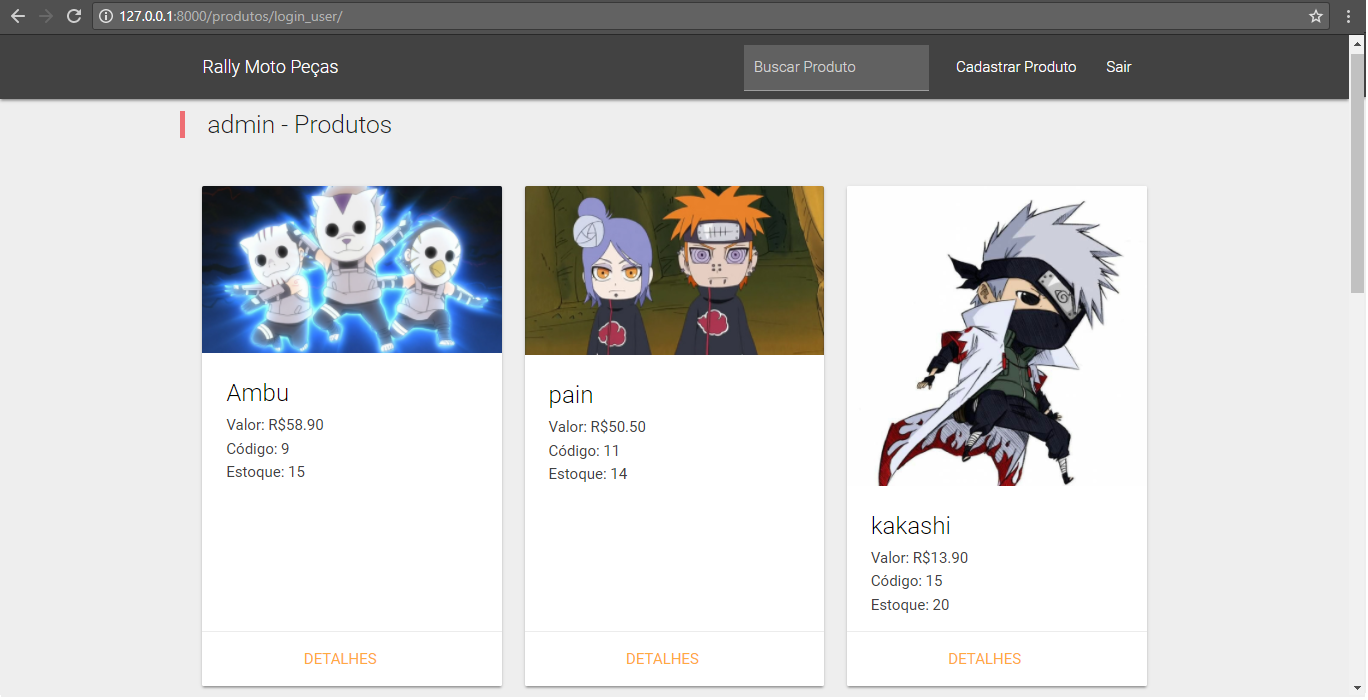 127.0.0.1:8000/produtos/login_user/
Rally Moto Peças
Buscar Produto
Cadastrar Produto
Sair
admin - Produtos
Ambu
Valor: R$58.90
Código: 9
Estoque: 15
DETALHES
pain
Valor: R$50.50
Código: 11
Estoque: 14
DETALHES
kakashi
Valor: R$13.90
Código: 15
Estoque: 20
DETALHES